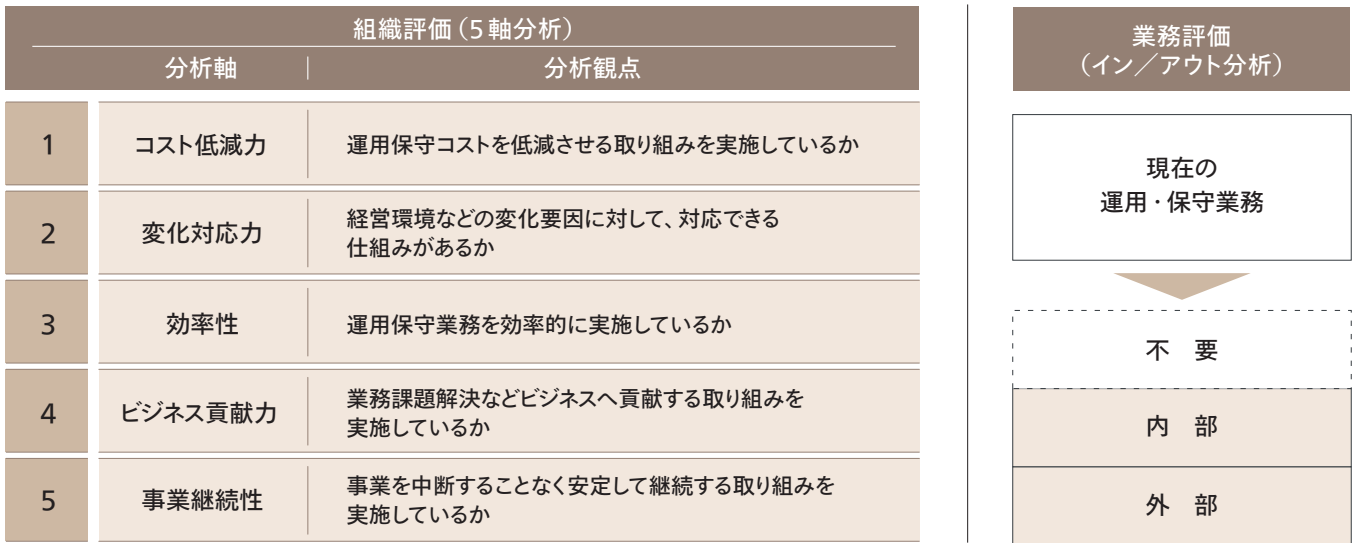 組織評価（5軸分析）
分析軸
分析観点
1
コスト低減力
運用保守コストを低減させる取り組みを実施しているか
2
変化対応力
経営環境などの変化要因に対して、対応できる
仕組みがあるか
3
効率性
運用保守業務を効率的に実施しているか
4
ビジネス貢献力
業務課題解決などビジネスへ貢献する取り組みを
実施しているか
5
事業継続性
事業を中断することなく安定して継続する取り組みを
実施しているか
業務評価
（イン／アウト分析）
現在の
運用・保守業務
不　要
内　部
外　部